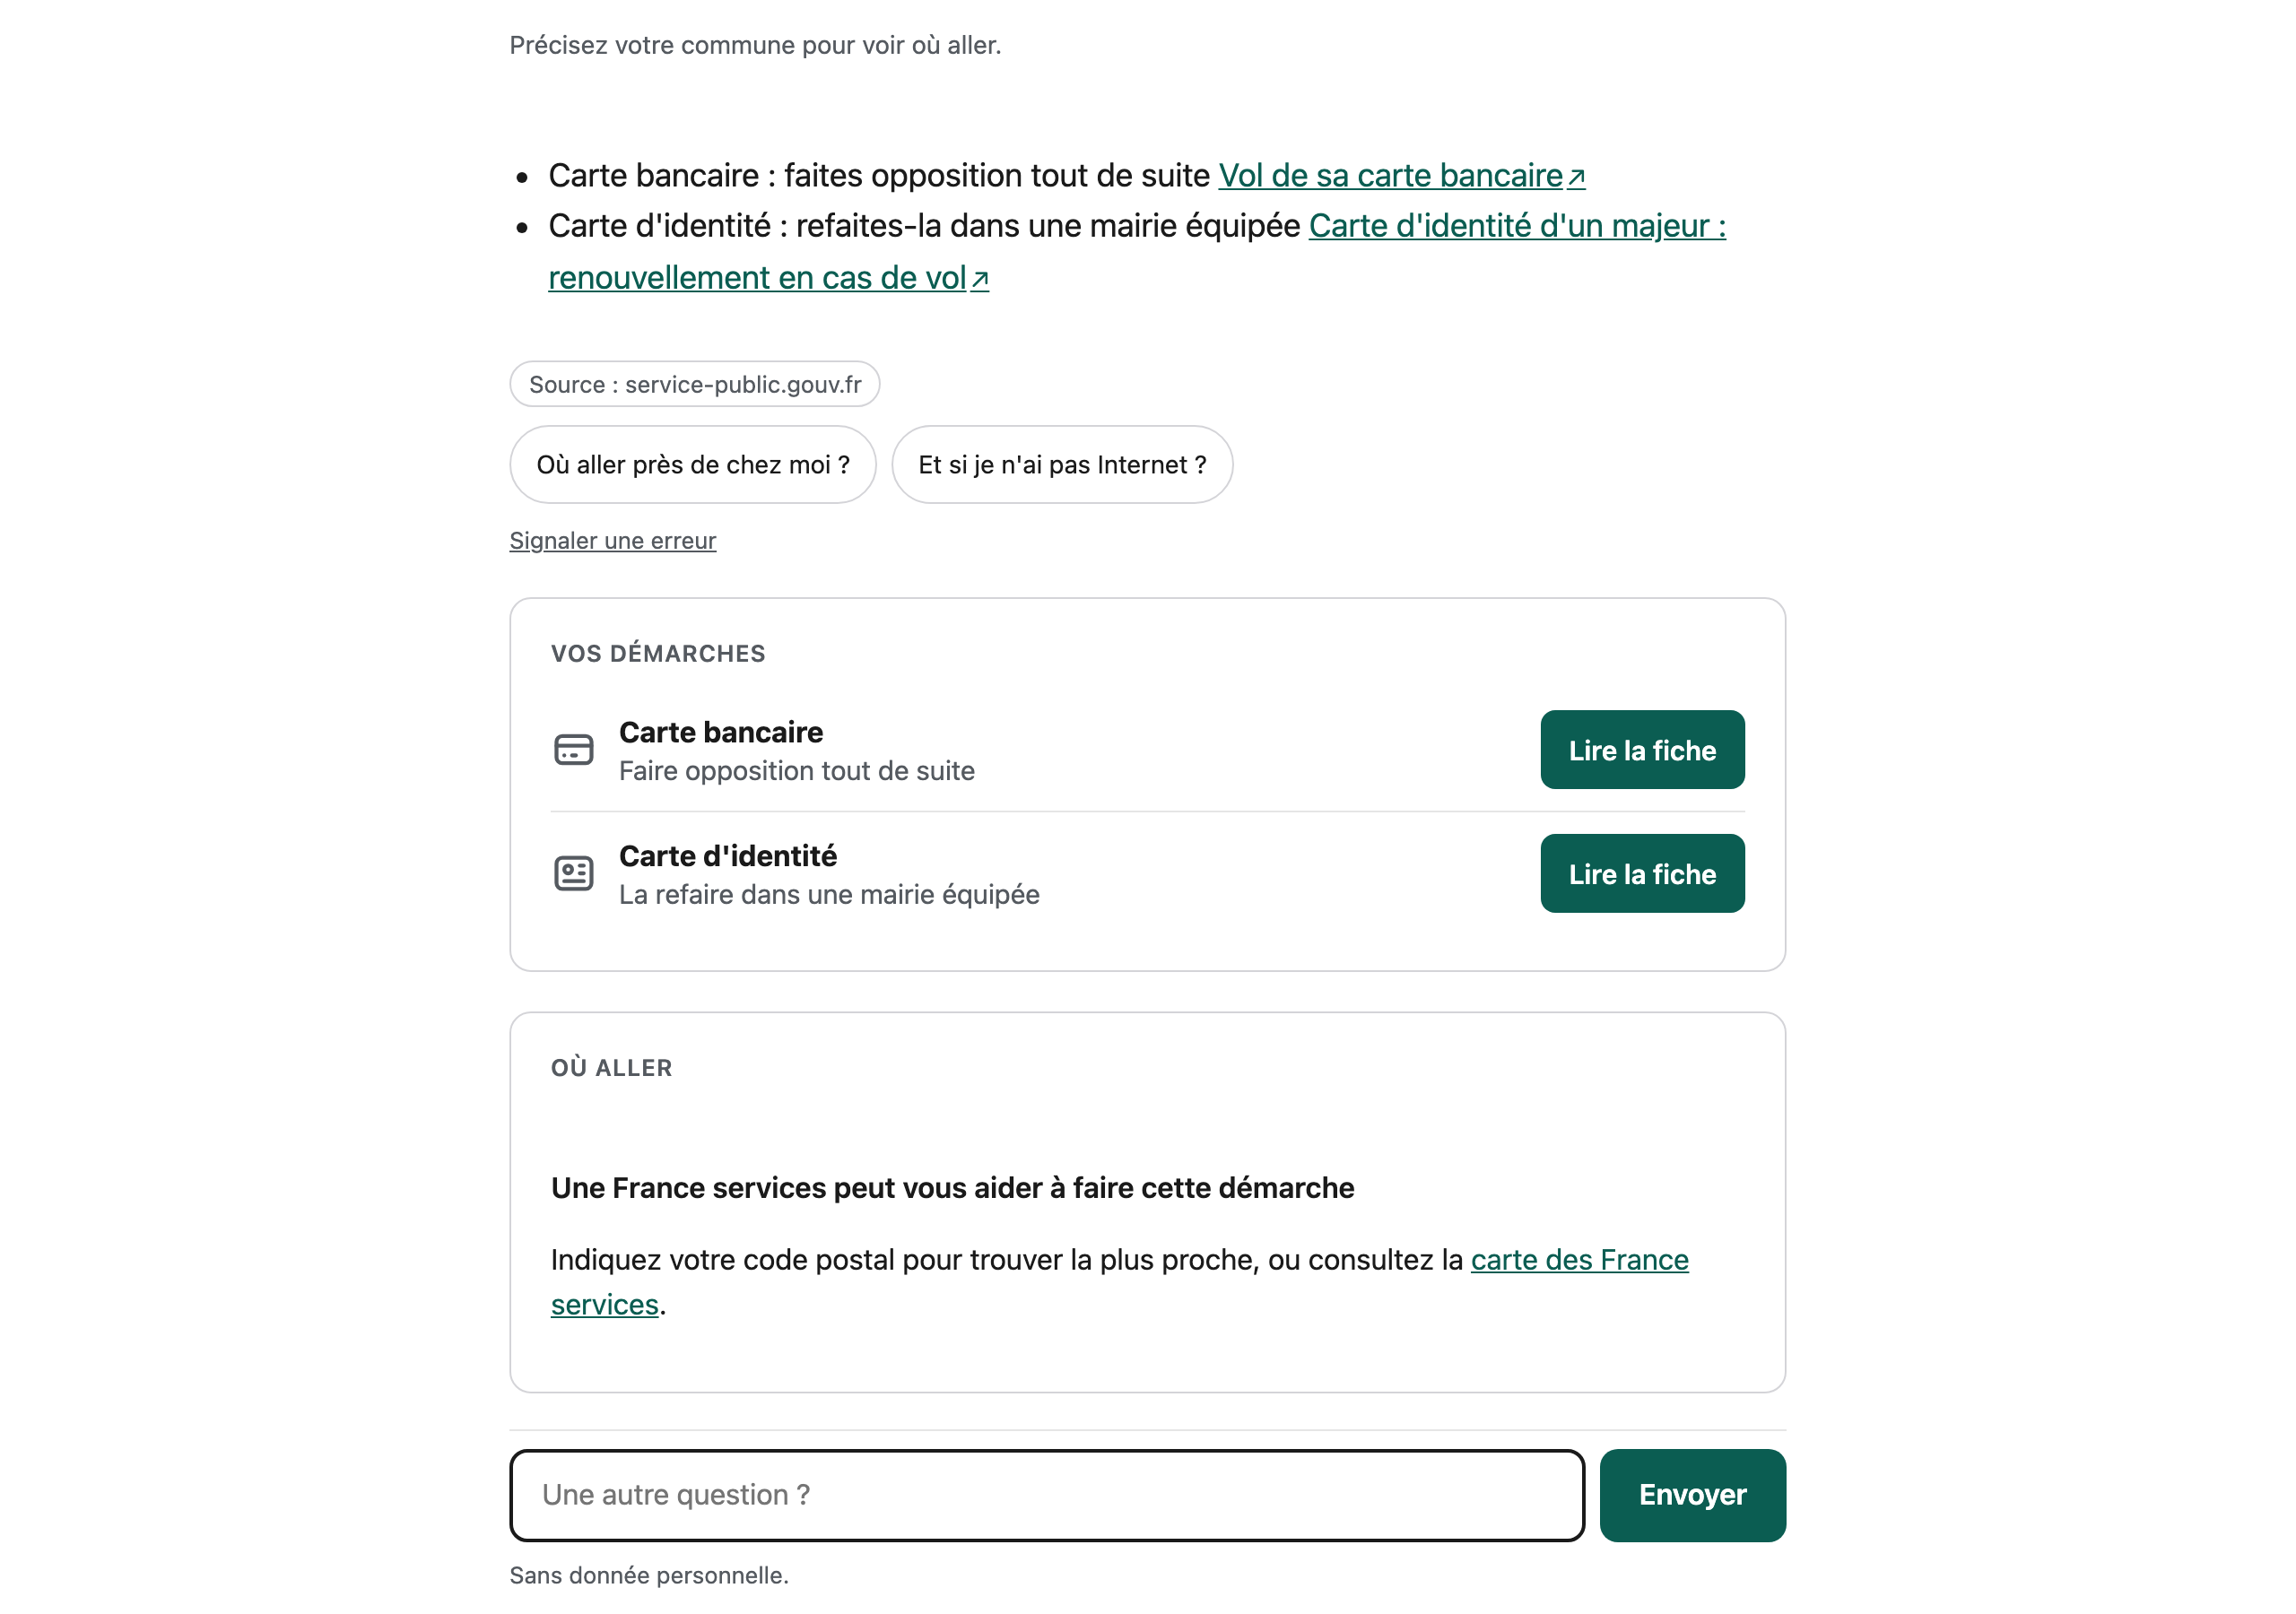 Précisez votre commune pour voir où aller.
• Carte bancaire : faites opposition tout de suite Vol de sa carte bancaire↗
• Carte d'identité : refaites-la dans une mairie équipée Carte d'identité d'un majeur :
renouvellement en cas de vol↗
Source : service-public.gouv.fr
Où aller près de chez moi ? Et si je n'ai pas Internet ?
Signaler une erreur
VOS DÉMARCHES
Carte bancaire
Faire opposition tout de suite
Lire la fiche
Carte d'identité
La refaire dans une mairie équipée
Lire la fiche
OÙ ALLER
Une France services peut vous aider à faire cette démarche
Indiquez votre code postal pour trouver la plus proche, ou consultez la carte des France
services.
Une autre question ?
Envoyer
Sans donnée personnelle.